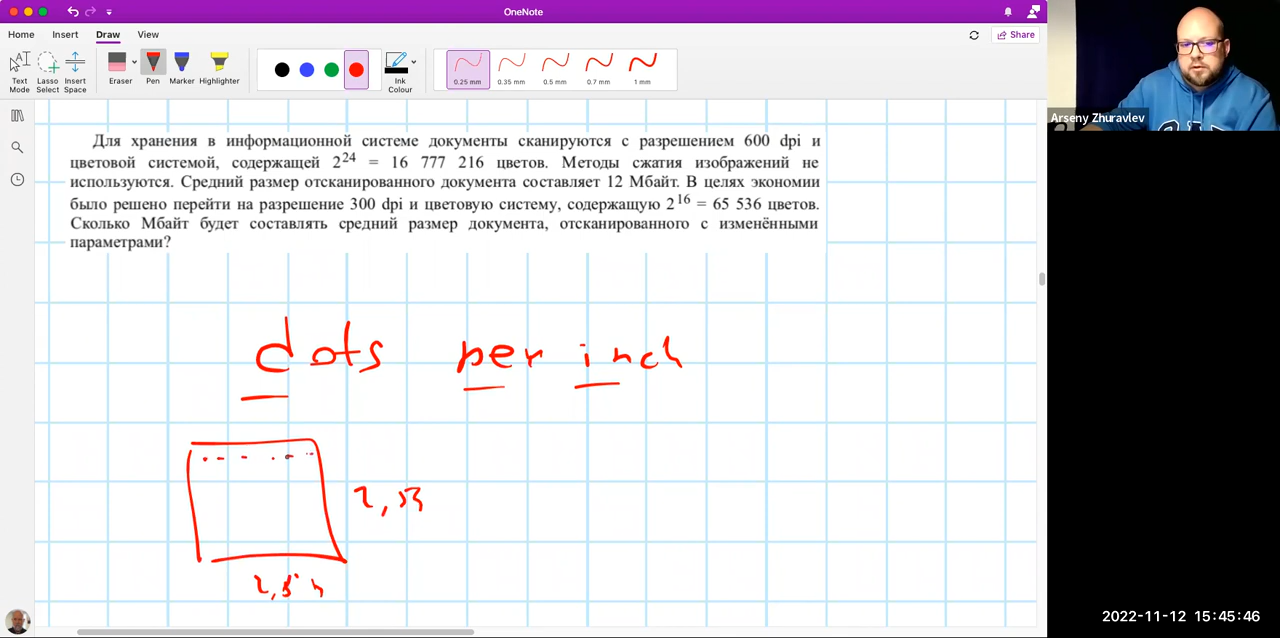 OneNote
Home Insert Draw View
Share
Text Mode
Lasso Select
Insert Space
Eraser
Pen
Marker
Highlighter
Ink Colour
0.25 mm
0.35 mm
0.5 mm
0.7 mm
1 mm
Arseny Zhuravlev
Для хранения в информационной системе документы сканируются с разрешением 600 dpi и
цветовой системой, содержащей 2^24 = 16 777 216 цветов. Методы сжатия изображений не
используются. Средний размер отсканированного документа составляет 12 Мбайт. В целях экономии
было решено перейти на разрешение 300 dpi и цветовую систему, содержащую 2^16 = 65 536 цветов.
Сколько Мбайт будет составлять средний размер документа, отсканированного с изменёнными
параметрами?
dots per inch
2022-11-12 15:45:46